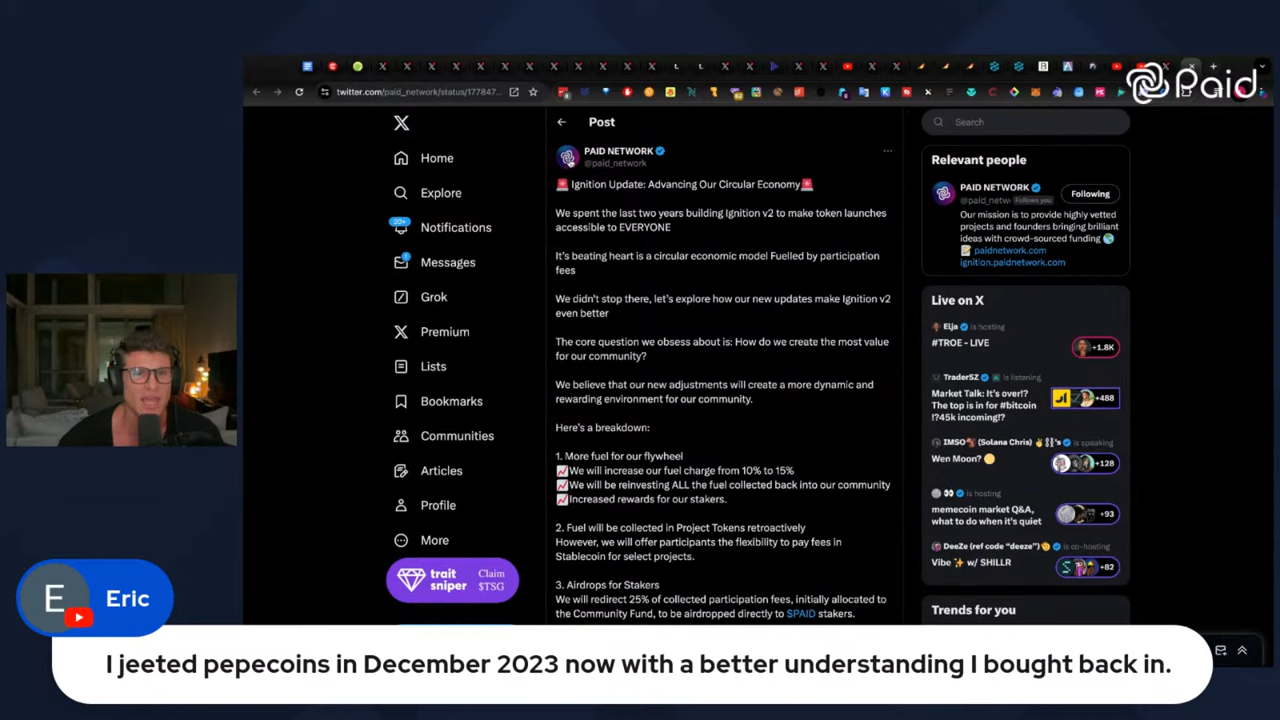 Paid
twitter.com/paid_network/status/177847...
Post
Search
Home
Explore
20+
Notifications
Messages
Grok
Premium
Lists
Bookmarks
Communities
Articles
Profile
More
trait
sniper
Claim
$TSG
PAID NETWORK
@paid_network
🚨 Ignition Update: Advancing Our Circular Economy🚨
We spent the last two years building Ignition v2 to make token launches
accessible to EVERYONE
It's beating heart is a circular economic model Fuelled by participation
fees
We didn't stop there, let's explore how our new updates make Ignition v2
even better
The core question we obsess about is: How do we create the most value
for our community?
We believe that our new adjustments will create a more dynamic and
rewarding environment for our community.
Here's a breakdown:
1. More fuel for our flywheel
📈We will increase our fuel charge from 10% to 15%
📈We will be reinvesting ALL the fuel collected back into our community
📈Increased rewards for our stakers.
2. Fuel will be collected in Project Tokens retroactively
However, we will offer participants the flexibility to pay fees in
Stablecoin for select projects.
3. Airdrops for Stakers
We will redirect 25% of collected participation fees, initially allocated to
the Community Fund, to be airdropped directly to $PAID stakers.
Relevant people
PAID NETWORK
@paid_netw Follows you
Following
Our mission is to provide highly vetted
projects and founders bringing brilliant
ideas with crowd-sourced funding 🌎
📝 paidnetwork.com
ignition.paidnetwork.com
Live on X
Elja is hosting
#TROE - LIVE
+1.8K
TraderSZ is listening
Market Talk: It's over!?
The top is in for #bitcoin
!?45k incoming!?
+488
IMSO (Solana Chris) 's is speaking
Wen Moon? 🌕
+128
👀 is hosting
memecoin market Q&A,
what to do when it's quiet
+93
DeeZe (ref code "deeze") is co-hosting
Vibe ✨ w/ SHILLR
+82
Trends for you
E
Eric
I jeeted pepecoins in December 2023 now with a better understanding I bought back in.